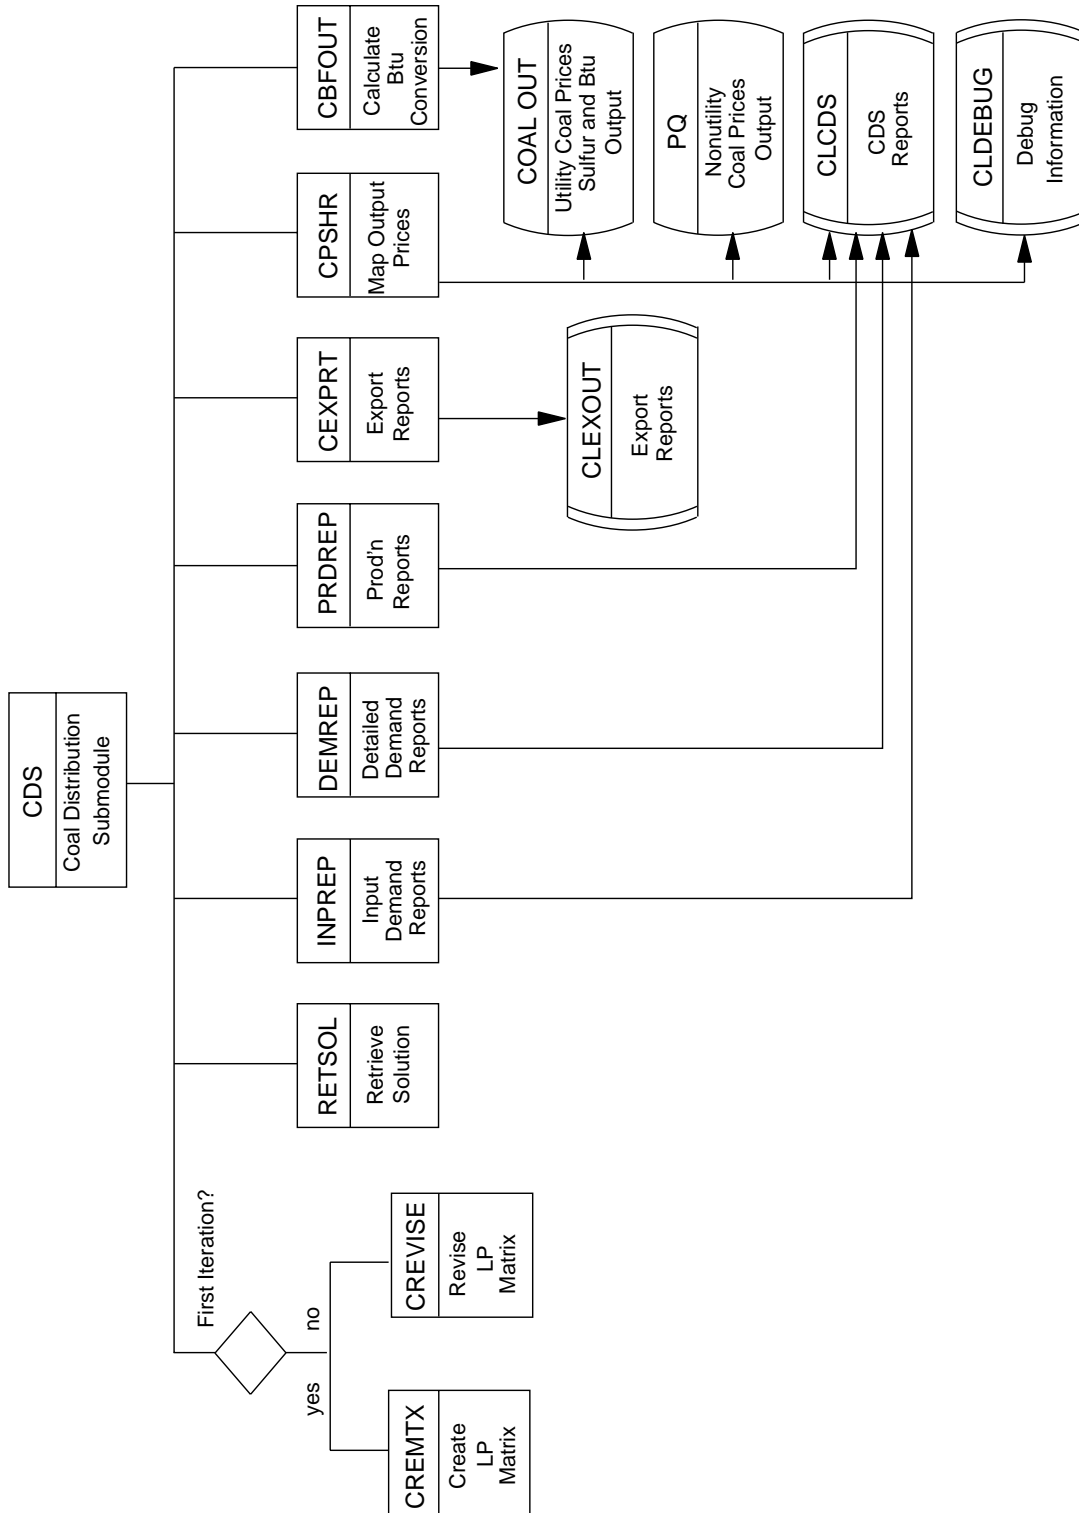 CDS
Coal Distribution
Submodule
First Iteration?
yes
no
CREMTX
Create
LP
Matrix
CREVISE
Revise
LP
Matrix
RETSOL
Retrieve
Solution
INPREP
Input
Demand
Reports
DEMREP
Detailed
Demand
Reports
PRDREP
Prod'n
Reports
CEXPRT
Export
Reports
CPSHR
Map Output
Prices
CBFOUT
Calculate
Btu
Conversion
CLEXOUT
Export
Reports
COAL OUT
Utility Coal Prices
Sulfur and Btu
Output
PQ
Nonutility
Coal Prices
Output
CLCDS
CDS
Reports
CLDEBUG
Debug
Information